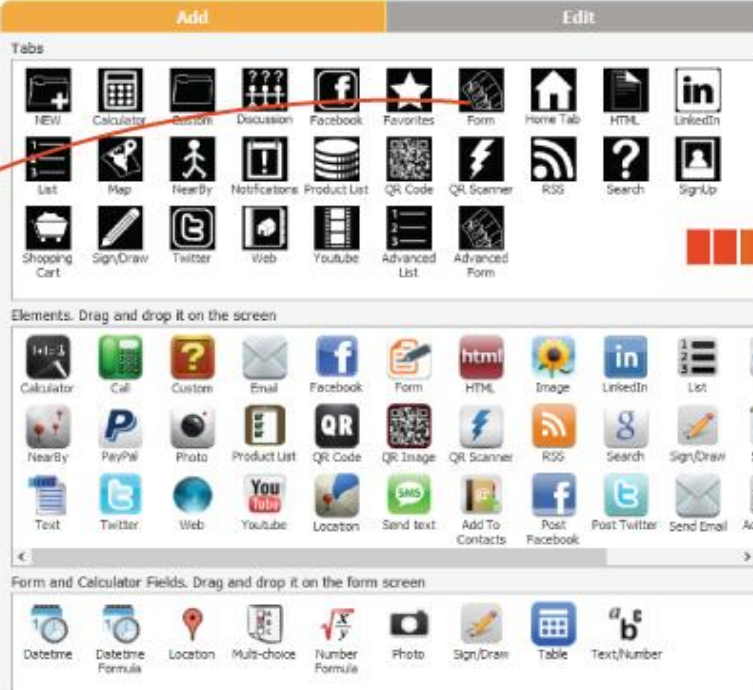 Add Edit
Tabs
NEW Calculator Custom Discussion Facebook Favorites Form Home Tab HTML LinkedIn
List Map NearBy Notifications Product List QR Code QR Scanner RSS Search SignUp
Shopping Cart Sign/Draw Twitter Web Youtube Advanced List Advanced Form
Elements. Drag and drop it on the screen
Calculator Call Custom Email Facebook Form HTML Image LinkedIn List
NearBy PayPal Photo Product List QR Code QR Image QR Scanner RSS Search Sign/Draw
Text Twitter Web Youtube Location Send text Add To Contacts Post Facebook Post Twitter Send Email
Form and Calculator Fields. Drag and drop it on the form screen
Datetime Datetime Formula Location Multi-choice Number Formula Photo Sign/Draw Table Text/Number